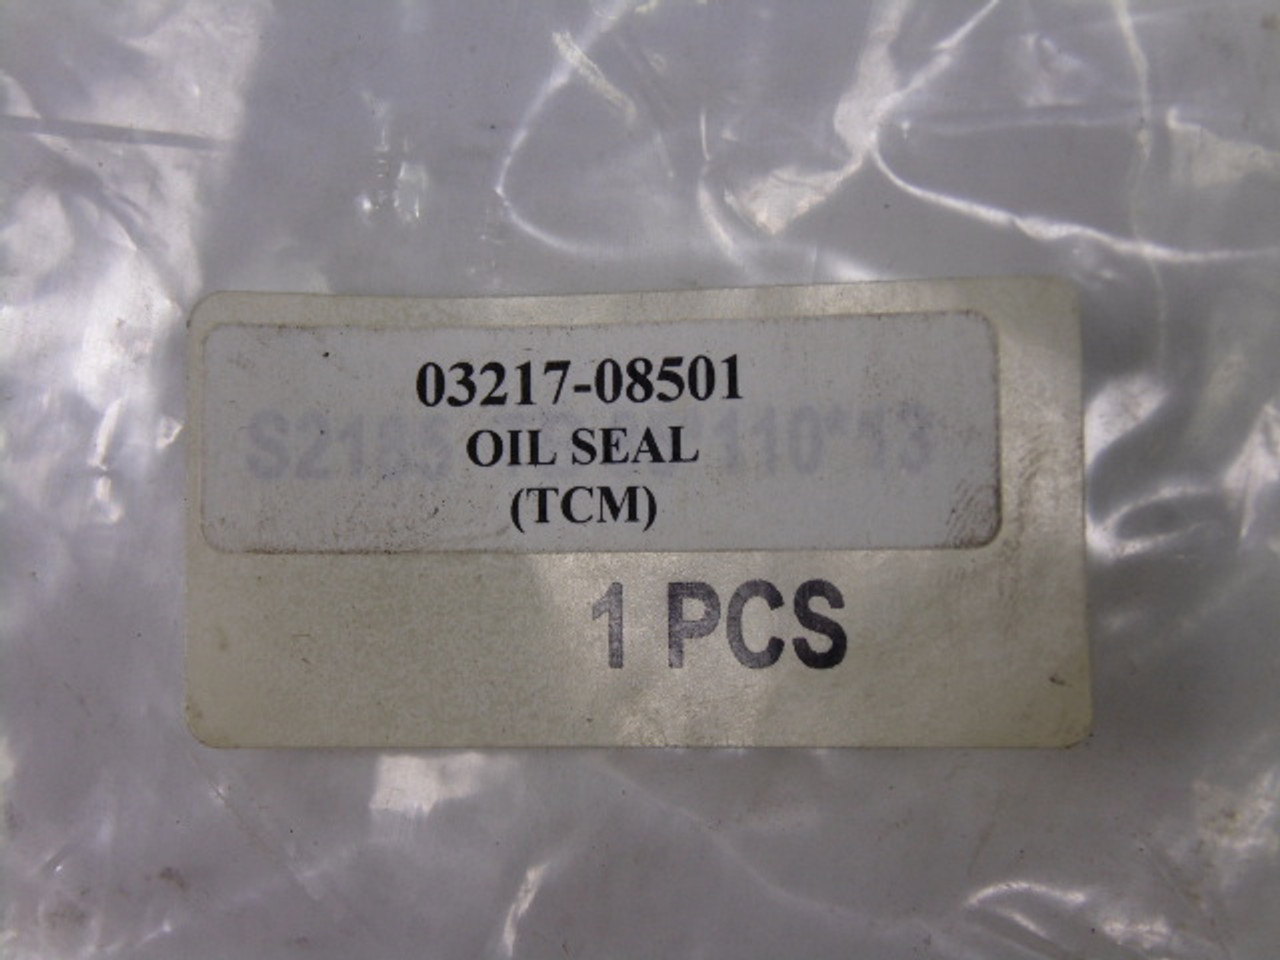 03217-08501
OIL SEAL
(TCM)
1 PCS